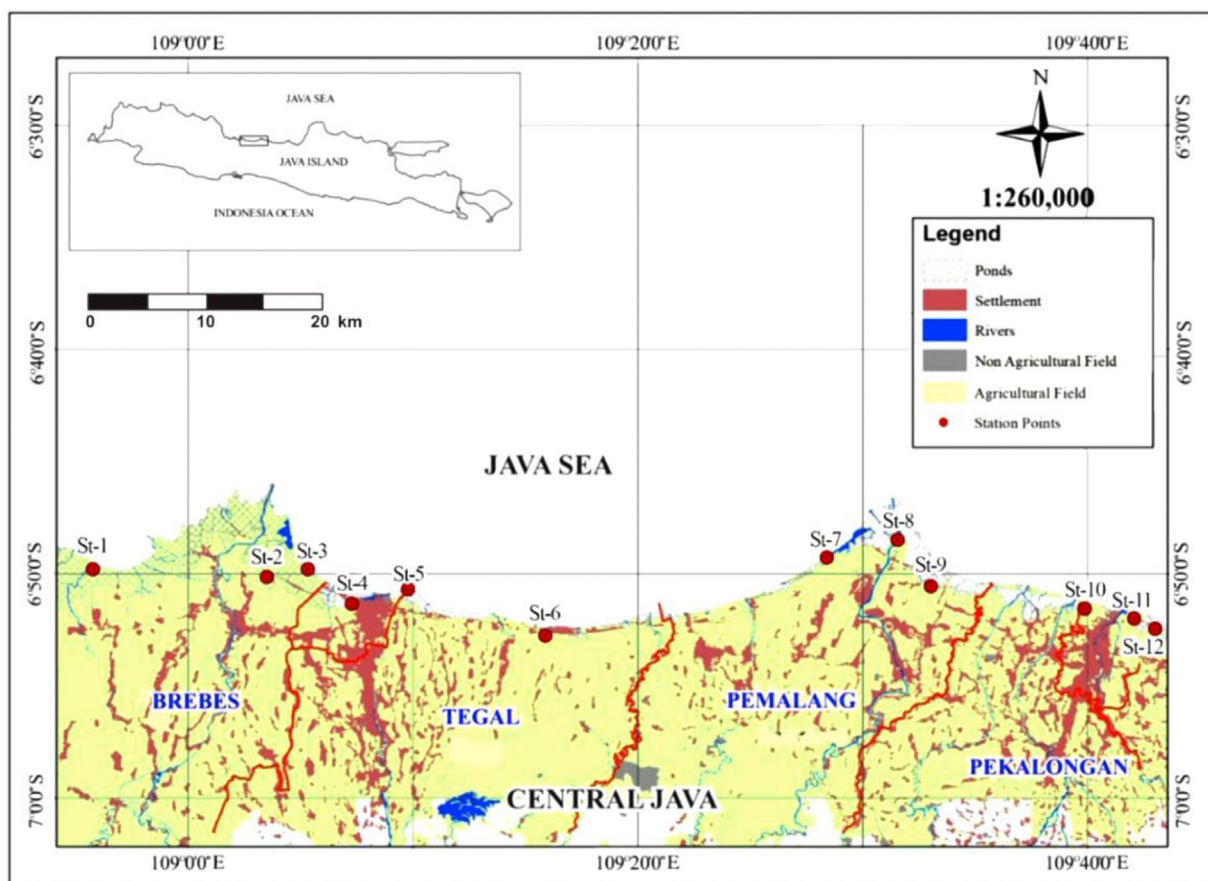 109°0'0"E 109°20'0"E 109°40'0"E
JAVA SEA
JAVA ISLAND
INDONESIA OCEAN
N
1:260,000
6°30'0"S 6°30'0"S
Legend
Ponds
Settlement
Rivers
Non Agricultural Field
Agricultural Field
Station Points
0 10 20 km
6°40'0"S 6°40'0"S
JAVA SEA
St-1 St-2 St-3 St-4 St-5 St-6 St-7 St-8 St-9 St-10 St-11 St-12
6°50'0"S 6°50'0"S
BREBES TEGAL PEMALANG PEKALONGAN
CENTRAL JAVA
7°0'0"S 7°0'0"S
109°0'0"E 109°20'0"E 109°40'0"E